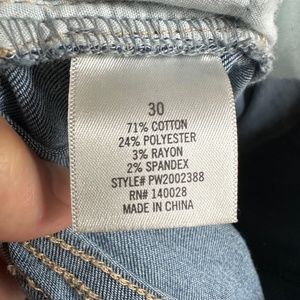 30
71% COTTON
24% POLYESTER
3% RAYON
2% SPANDEX
STYLE# PW2002388
RN# 140028
MADE IN CHINA